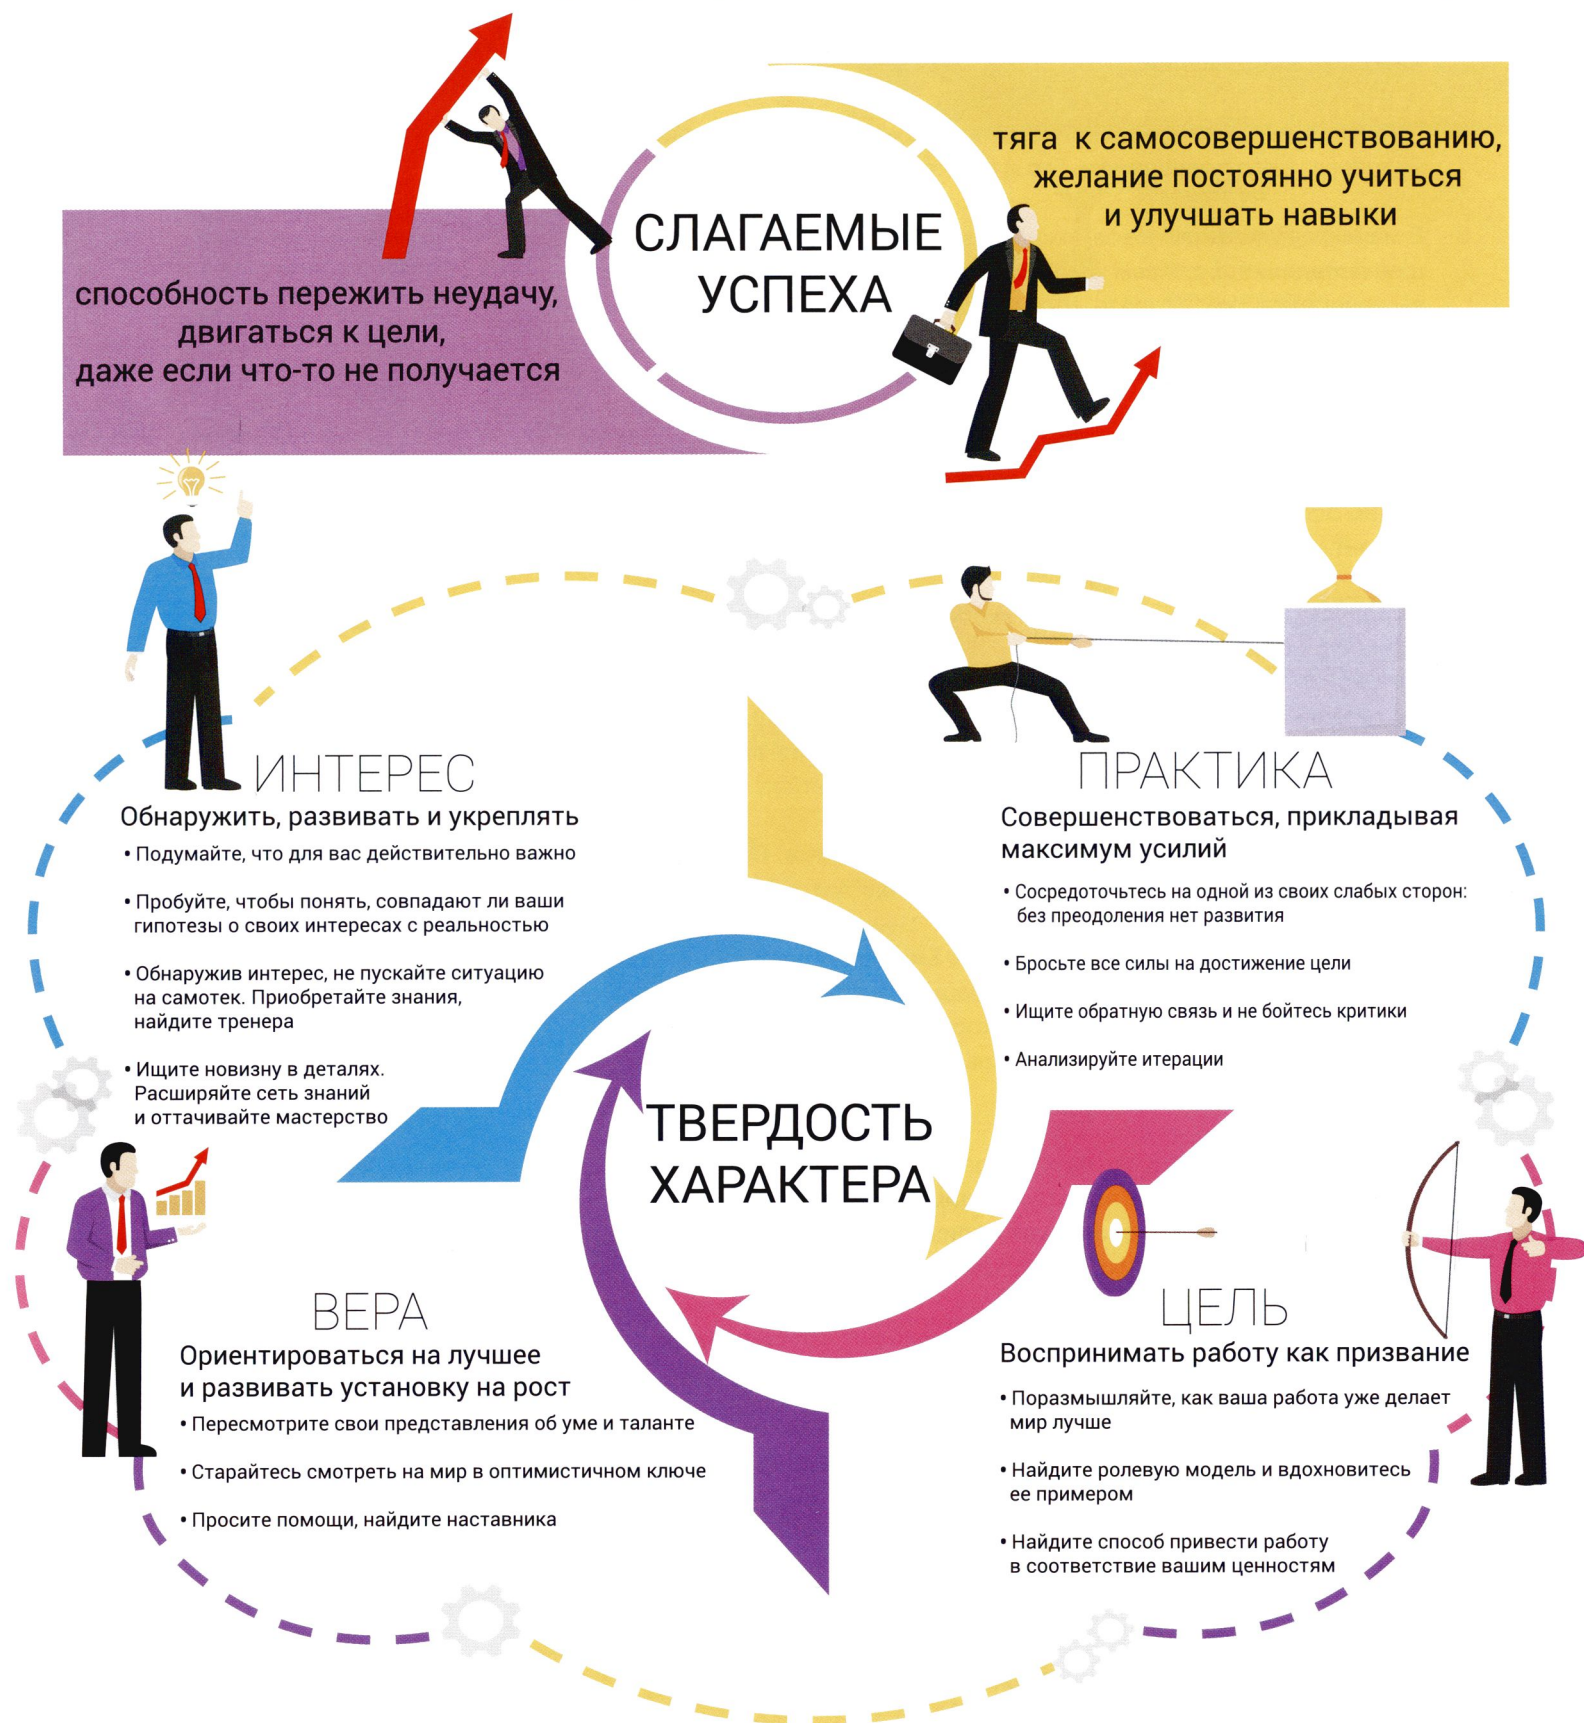 СЛАГАЕМЫЕ
УСПЕХА
способность пережить неудачу,
двигаться к цели,
даже если что-то не получается
тяга к самосовершенствованию,
желание постоянно учиться
и улучшать навыки
ИНТЕРЕС
Обнаружить, развивать и укреплять
• Подумайте, что для вас действительно важно
• Пробуйте, чтобы понять, совпадают ли ваши
гипотезы о своих интересах с реальностью
• Обнаружив интерес, не пускайте ситуацию
на самотек. Приобретайте знания,
найдите тренера
• Ищите новизну в деталях.
Расширяйте сеть знаний
и оттачивайте мастерство
ПРАКТИКА
Совершенствоваться, прикладывая
максимум усилий
• Сосредоточьтесь на одной из своих слабых сторон:
без преодоления нет развития
• Бросьте все силы на достижение цели
• Ищите обратную связь и не бойтесь критики
• Анализируйте итерации
ТВЕРДОСТЬ
ХАРАКТЕРА
ВЕРА
Ориентироваться на лучшее
и развивать установку на рост
• Пересмотрите свои представления об уме и таланте
• Старайтесь смотреть на мир в оптимистичном ключе
• Просите помощи, найдите наставника
ЦЕЛЬ
Воспринимать работу как призвание
• Поразмышляйте, как ваша работа уже делает
мир лучше
• Найдите ролевую модель и вдохновитесь
ее примером
• Найдите способ привести работу
в соответствие вашим ценностям